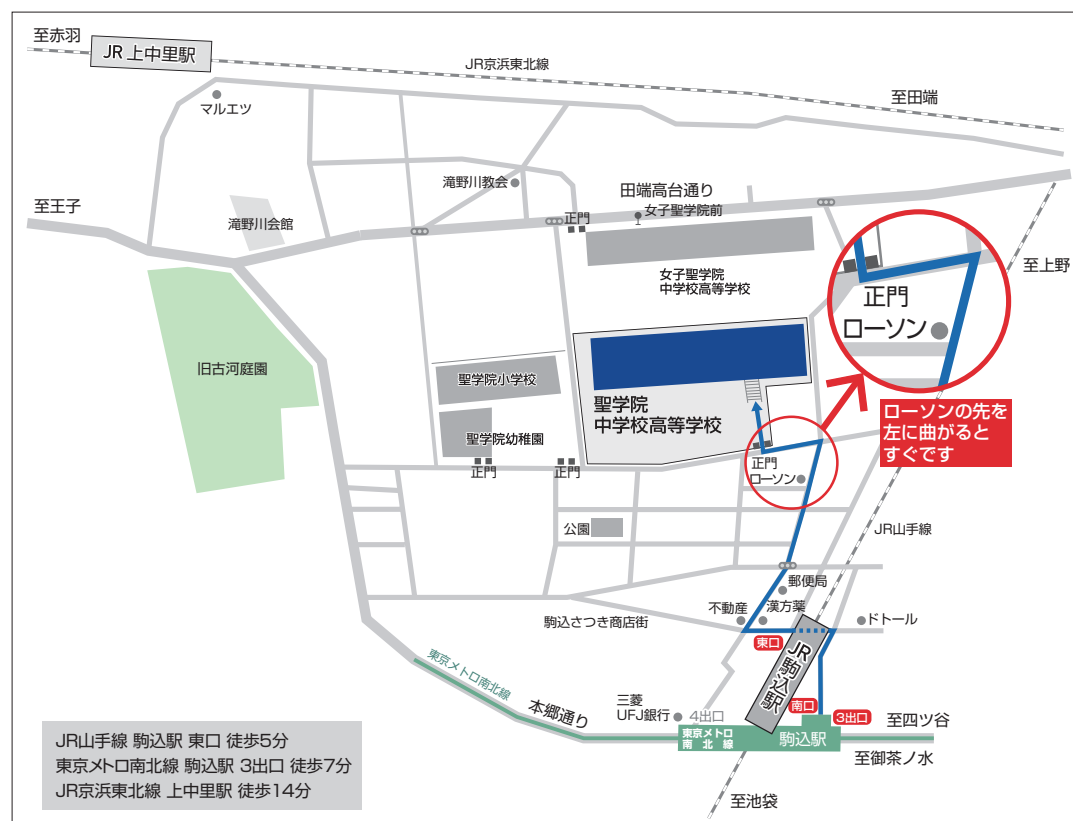 至赤羽
JR 上中里駅
JR京浜東北線
至田端
マルエツ
滝野川教会
田端高台通り
至王子
滝野川会館
正門
女子聖学院前
女子聖学院
中学校高等学校
至上野
正門
ローソン
旧古河庭園
聖学院小学校
聖学院
中学校高等学校
聖学院幼稚園
ローソンの先を
左に曲がると
すぐです
正門
正門
正門
ローソン
公園
JR山手線
郵便局
不動産
漢方薬
駒込さつき商店街
ドトール
東口
JR駒込駅
東京メトロ南北線
本郷通り
三菱
UFJ銀行
4出口
南口
3出口
至四ツ谷
東京メトロ
南北線
駒込駅
至御茶ノ水
至池袋
JR山手線 駒込駅 東口 徒歩5分
東京メトロ南北線 駒込駅 3出口 徒歩7分
JR京浜東北線 上中里駅 徒歩14分